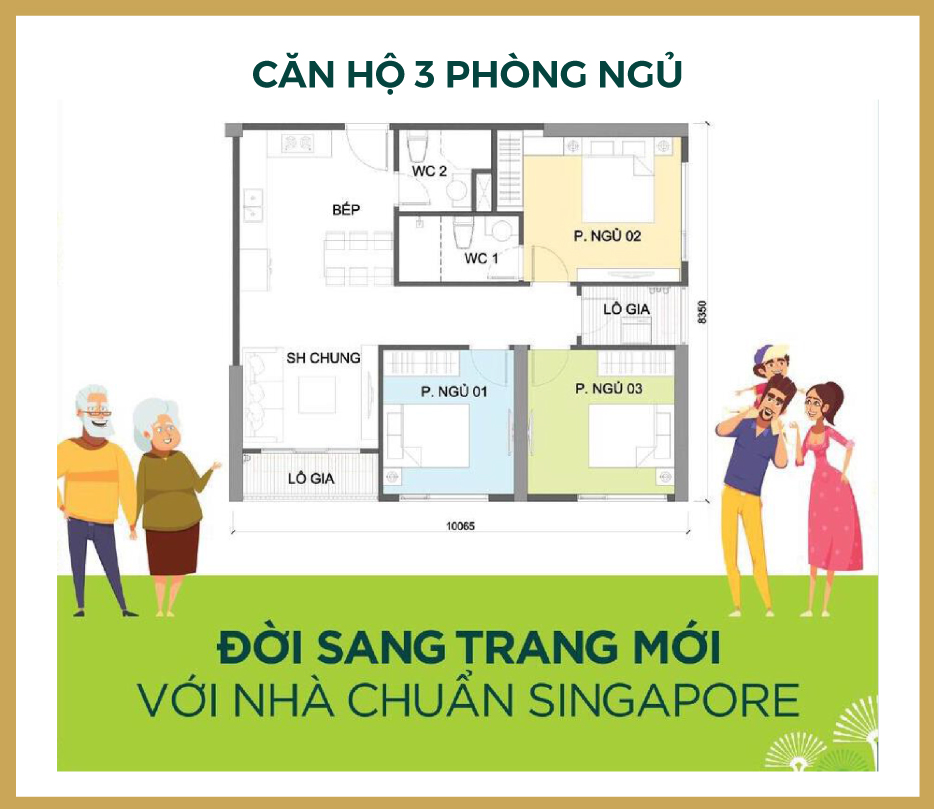 CĂN HỘ 3 PHÒNG NGỦ
WC 2
BẾP
P. NGỦ 02
WC 1
LÔ GIA
8350
SH CHUNG
P. NGỦ 01
P. NGỦ 03
LÔ GIA
10065
ĐỜI SANG TRANG MỚI
VỚI NHÀ CHUẨN SINGAPORE